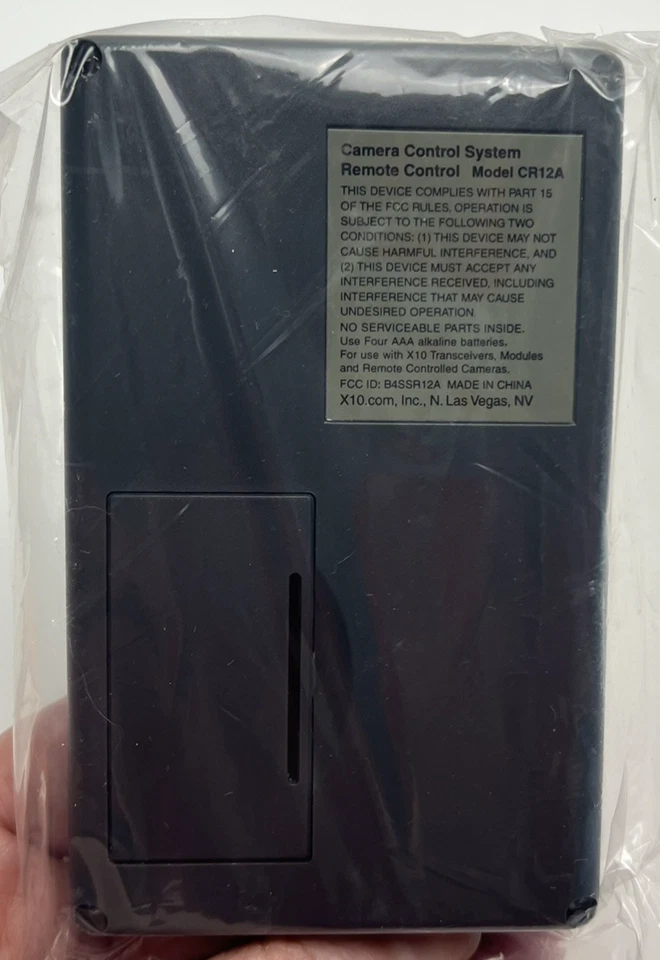 Camera Control System
Remote Control Model CR12A
THIS DEVICE COMPLIES WITH PART 15
OF THE FCC RULES. OPERATION IS
SUBJECT TO THE FOLLOWING TWO
CONDITIONS: (1) THIS DEVICE MAY NOT
CAUSE HARMFUL INTERFERENCE, AND
(2) THIS DEVICE MUST ACCEPT ANY
INTERFERENCE RECEIVED, INCLUDING
INTERFERENCE THAT MAY CAUSE
UNDESIRED OPERATION
NO SERVICEABLE PARTS INSIDE.
Use Four AAA alkaline batteries.
For use with X10 Transceivers, Modules
and Remote Controlled Cameras.
FCC ID: B4SSR12A MADE IN CHINA
X10.com, Inc., N. Las Vegas, NV